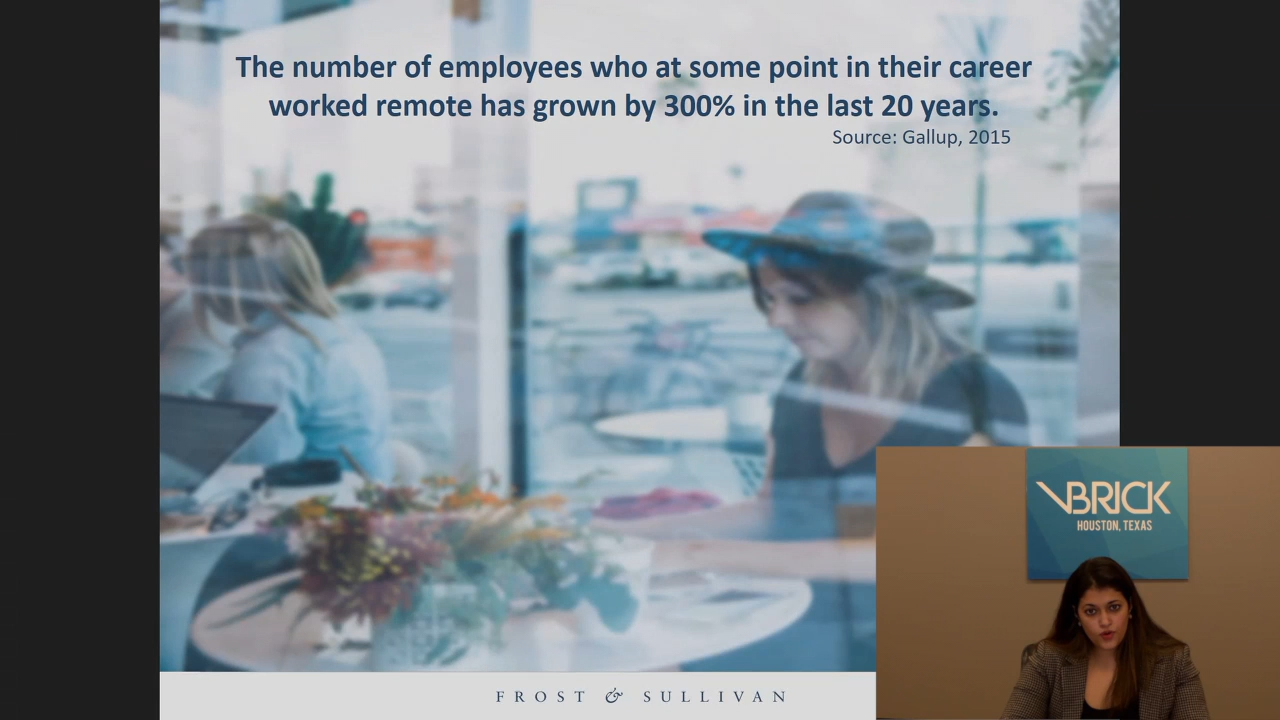 The number of employees who at some point in their career
worked remote has grown by 300% in the last 20 years.
Source: Gallup, 2015
VBRICK
HOUSTON, TEXAS
FROST & SULLIVAN